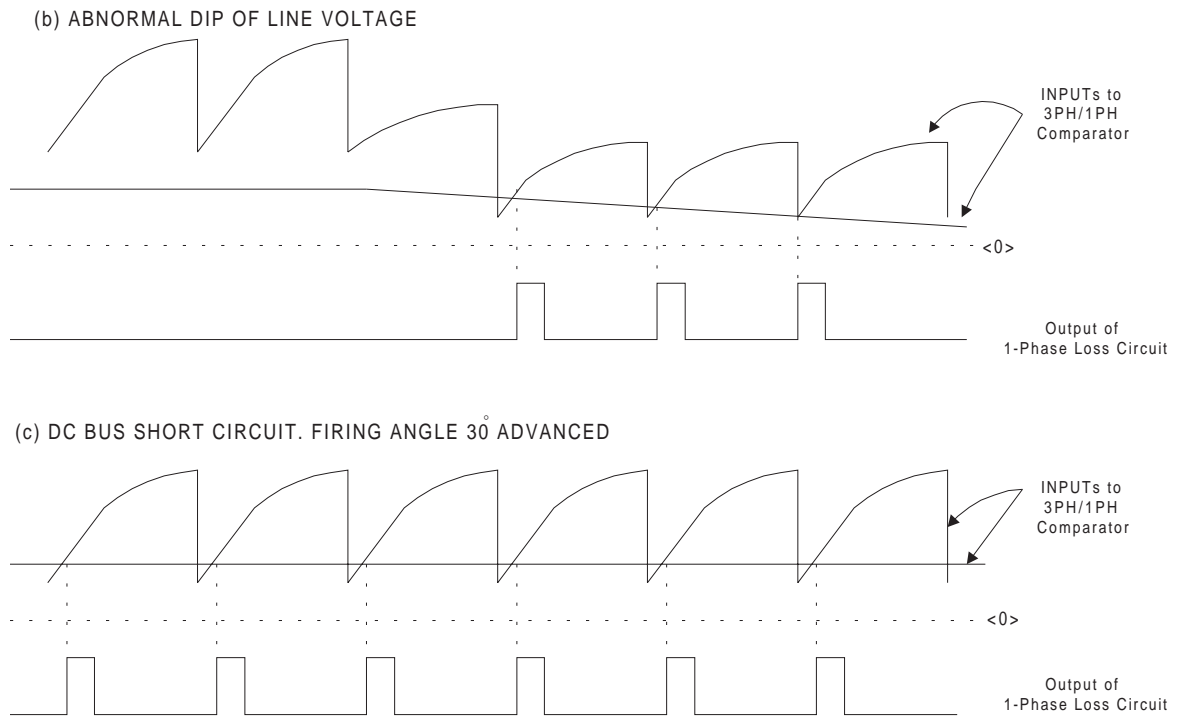 (b) ABNORMAL DIP OF LINE VOLTAGE
INPUTs to
3PH/1PH
Comparator
<0>
Output of
1-Phase Loss Circuit
(c) DC BUS SHORT CIRCUIT. FIRING ANGLE 30° ADVANCED
INPUTs to
3PH/1PH
Comparator
<0>
Output of
1-Phase Loss Circuit